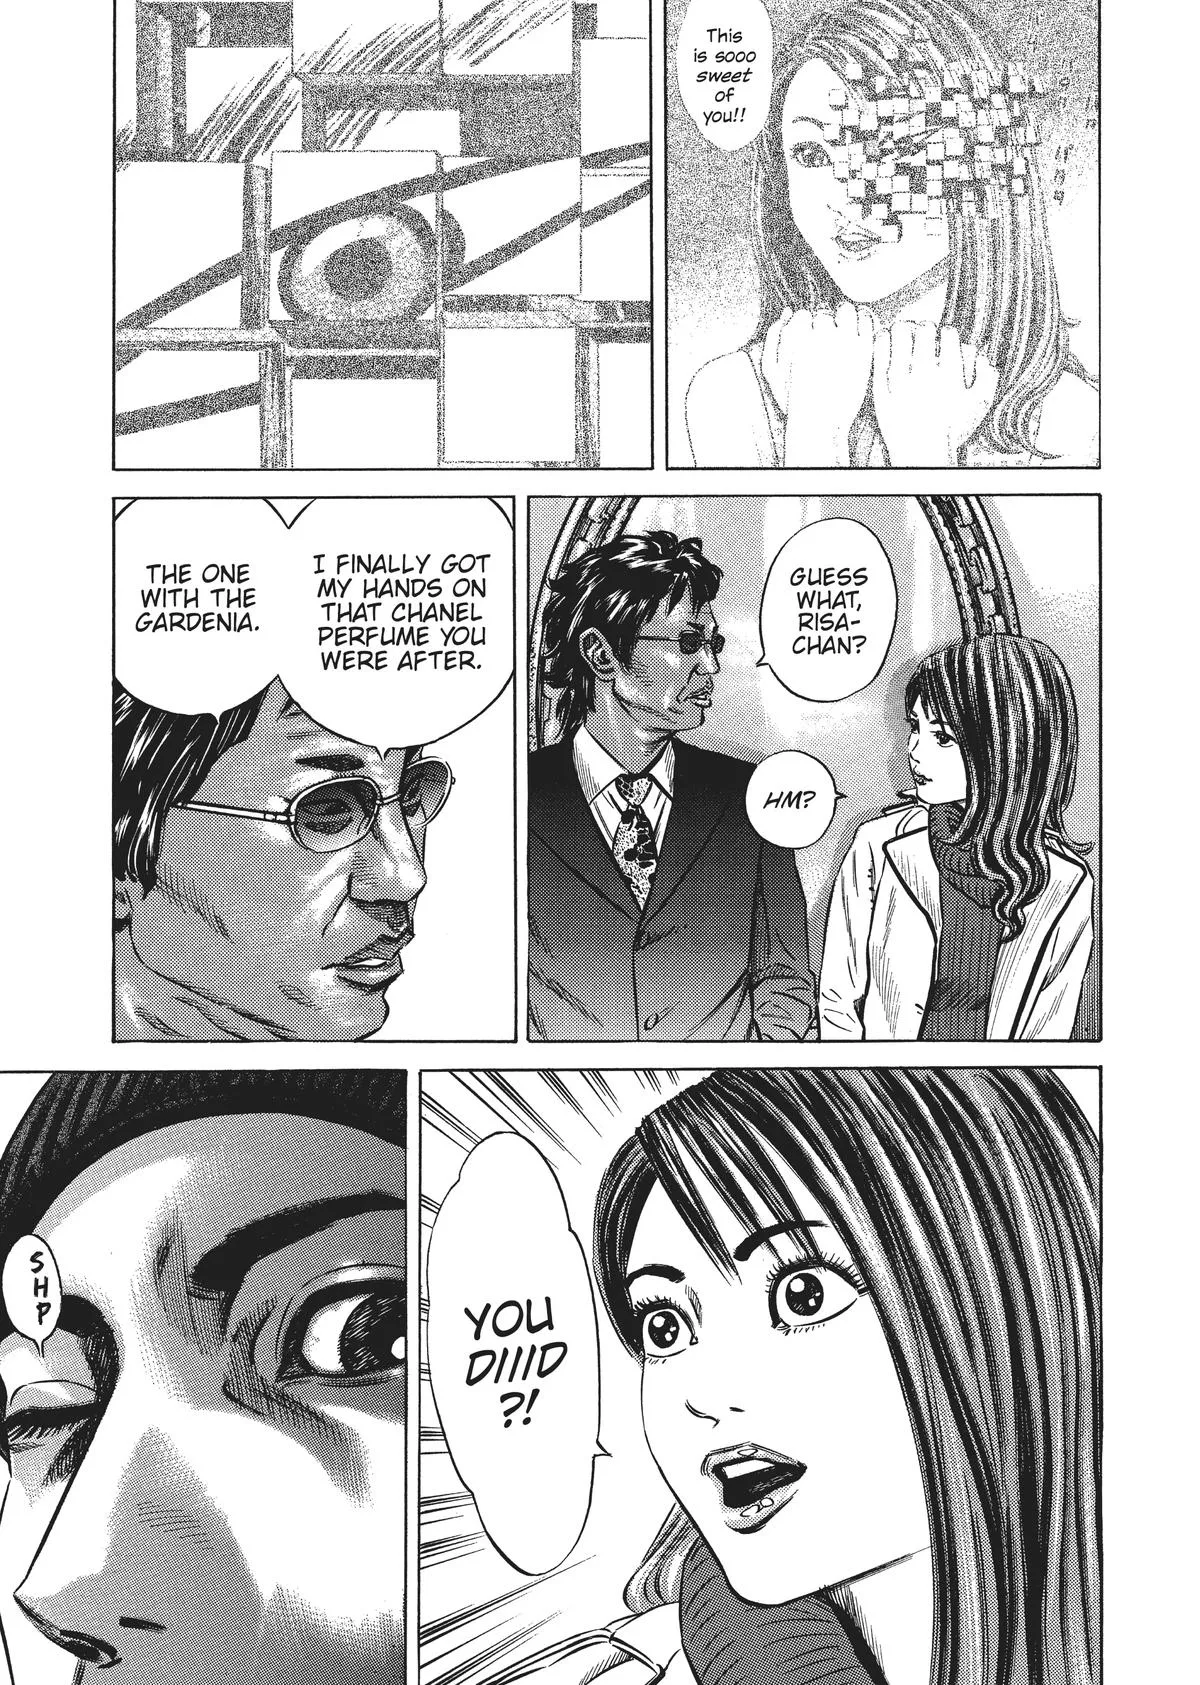 This
is sooo
sweet
of
you!!
GUESS
WHAT,
RISA-
CHAN?
HM?
I FINALLY GOT
MY HANDS ON
THAT CHANEL
PERFUME YOU
WERE AFTER.
THE ONE
WITH THE
GARDENIA.
YOU
DIIID
?!
SHP